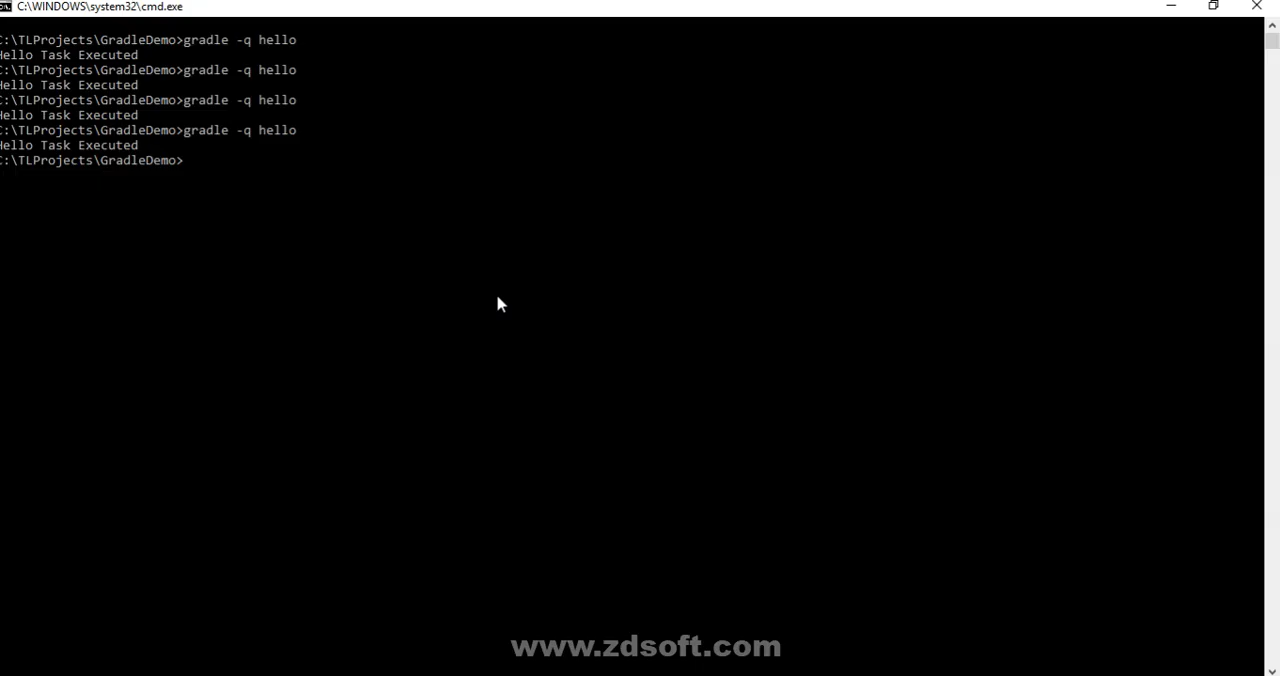 C:\WINDOWS\system32\cmd.exe
C:\TLProjects\GradleDemo>gradle -q hello
Hello Task Executed
C:\TLProjects\GradleDemo>gradle -q hello
Hello Task Executed
C:\TLProjects\GradleDemo>gradle -q hello
Hello Task Executed
C:\TLProjects\GradleDemo>gradle -q hello
Hello Task Executed
C:\TLProjects\GradleDemo>
www.zdsoft.com